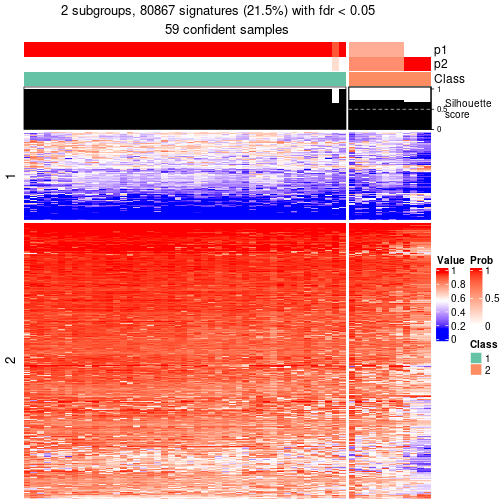 2 subgroups, 80867 signatures (21.5%) with fdr < 0.05
59 confident samples
p1
p2
Class
1
0.5
0
Silhouette
score
1
2
Value
1
0.8
0.6
0.4
0.2
0
Prob
1
0.5
0
Class
1
2